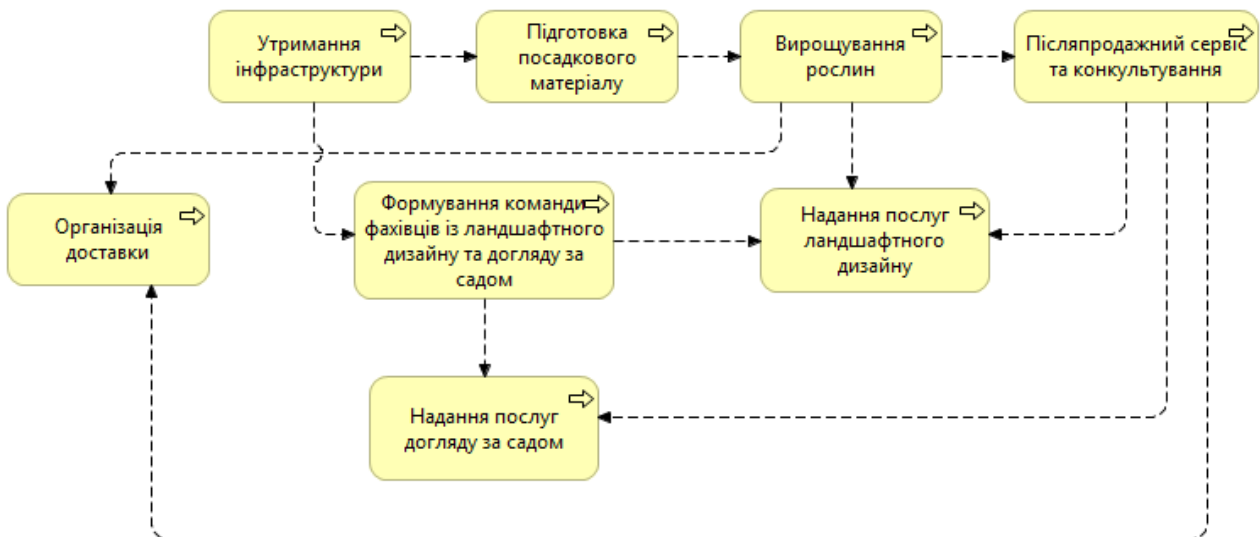 Утримання
інфраструктури
Підготовка
посадкового
матеріалу
Вирощування
рослин
Післяпродажний сервіс
та конкультування
Організація
доставки
Формування команди
фахівців із ландшафтного
дизайну та догляду за
садом
Надання послуг
ландшафтного
дизайну
Надання послуг
догляду за садом